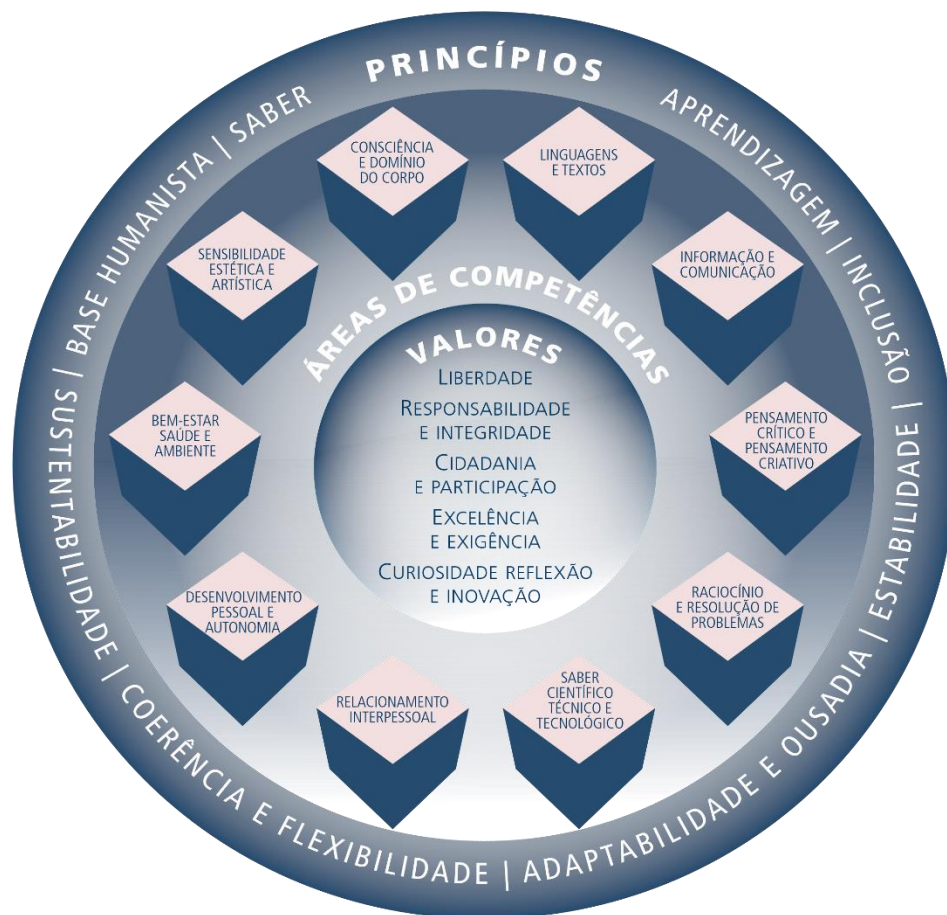 PRINCÍPIOS
APRENDIZAGEM | INCLUSÃO | ESTABILIDADE | ADAPTABILIDADE E OUSADIA | COERÊNCIA E FLEXIBILIDADE | SUSTENTABILIDADE | BASE HUMANISTA | SABER
ÁREAS DE COMPETÊNCIAS
LINGUAGENS
E TEXTOS
INFORMAÇÃO E
COMUNICAÇÃO
PENSAMENTO
CRÍTICO E
PENSAMENTO
CRIATIVO
RACIOCÍNIO
E RESOLUÇÃO DE
PROBLEMAS
SABER
CIENTÍFICO
TÉCNICO E
TECNOLÓGICO
RELACIONAMENTO
INTERPESSOAL
DESENVOLVIMENTO
PESSOAL E
AUTONOMIA
BEM-ESTAR
SAÚDE E
AMBIENTE
SENSIBILIDADE
ESTÉTICA E
ARTÍSTICA
CONSCIÊNCIA
E DOMÍNIO
DO CORPO
VALORES
LIBERDADE
RESPONSABILIDADE
E INTEGRIDADE
CIDADANIA
E PARTICIPAÇÃO
EXCELÊNCIA
E EXIGÊNCIA
CURIOSIDADE REFLEXÃO
E INOVAÇÃO